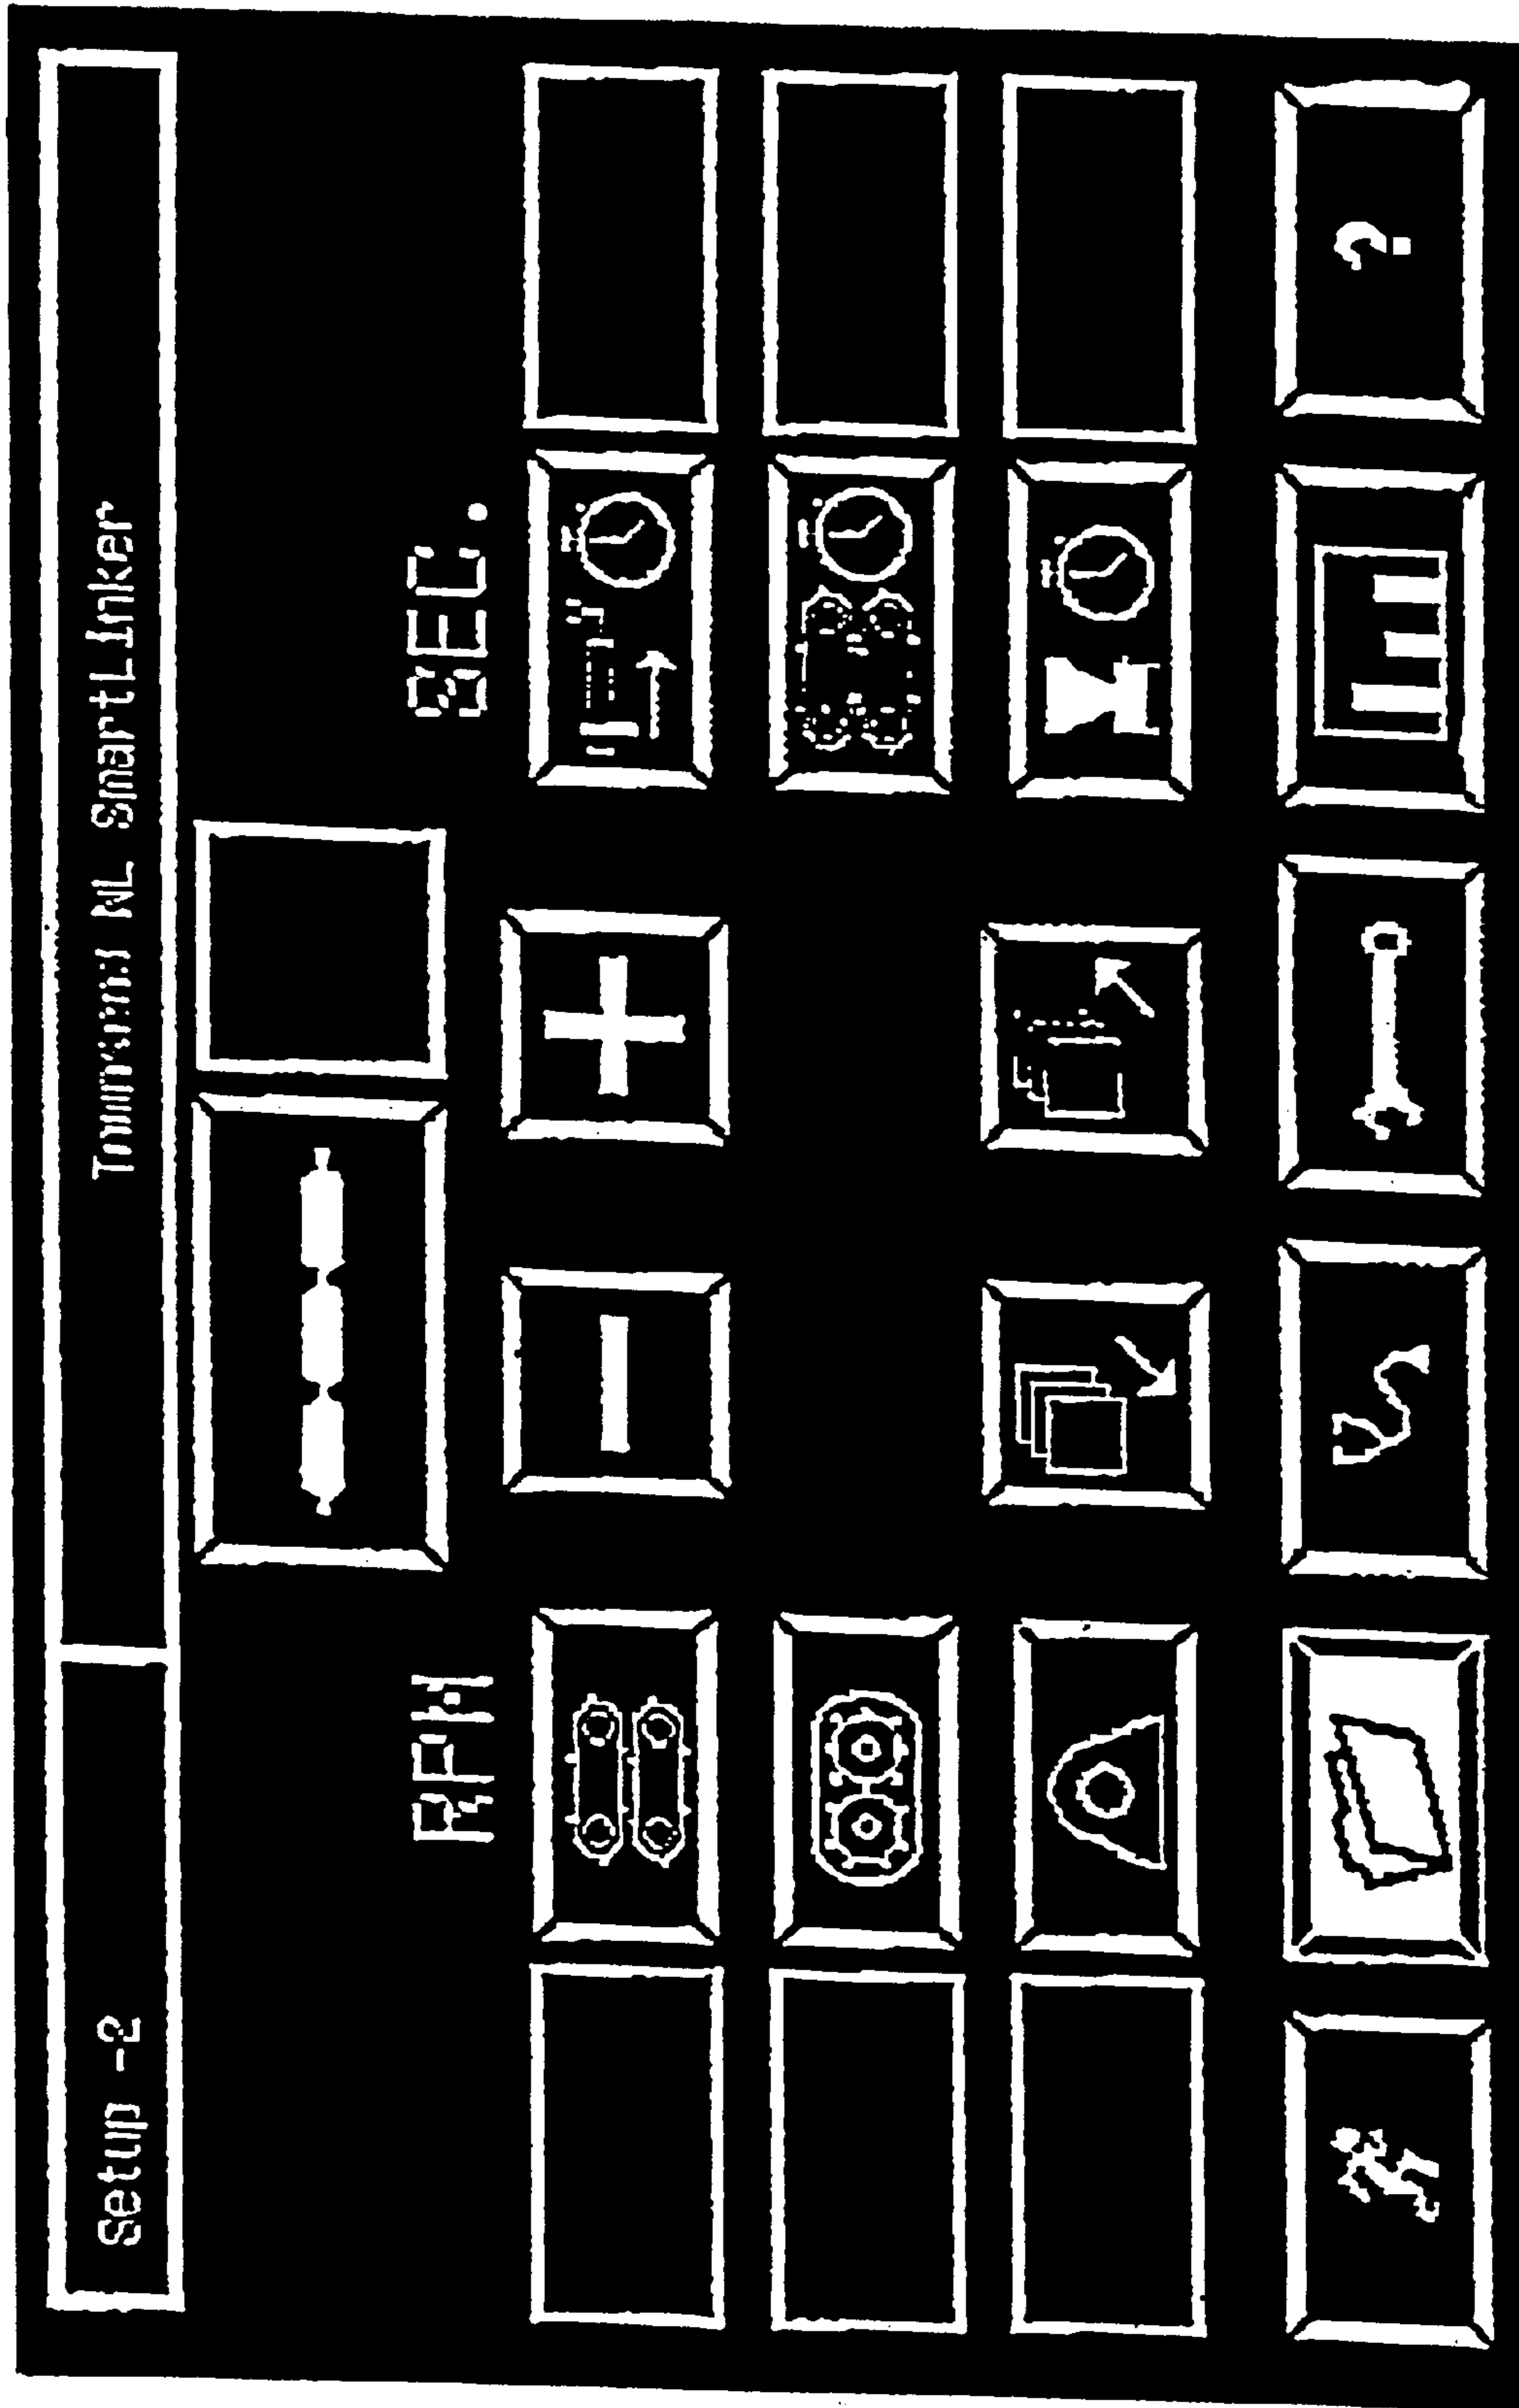 Setup -2
Townsend NL SmartLinker
RPM
SEC.
?